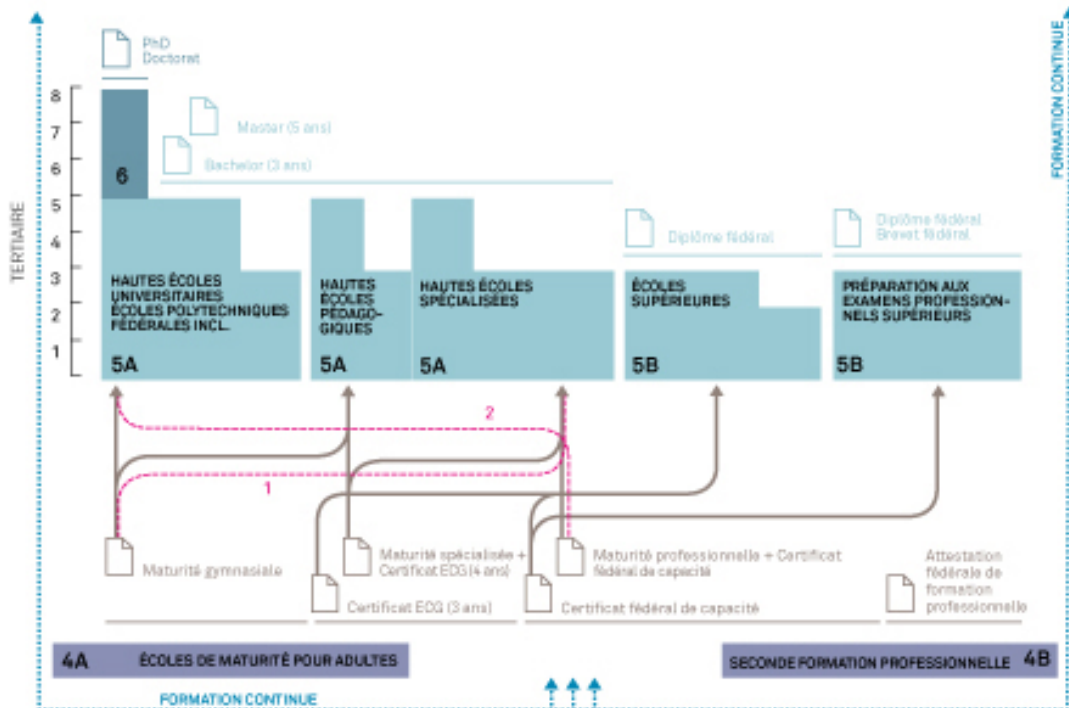 PhD
Doctorat
Master (5 ans)
Bachelor (3 ans)
FORMATION CONTINUE
TERTIAIRE
8
7
6
5
4
3
2
1
6
Diplôme fédéral
Diplôme fédéral
Brevet fédéral
HAUTES ÉCOLES
UNIVERSITAIRES
ÉCOLES POLYTECHNIQUES
FÉDÉRALES INCL.
5A
HAUTES
ÉCOLES
PÉDAGO-
GIQUES
5A
HAUTES ÉCOLES
SPÉCIALISÉES
5A
ÉCOLES
SUPÉRIEURES
5B
PRÉPARATION AUX
EXAMENS PROFESSION-
NELS SUPÉRIEURS
5B
2
1
Maturité gymnasiale
Maturité spécialisée +
Certificat ECG (4 ans)
Maturité professionnelle + Certificat
fédéral de capacité
Attestation
fédérale de
formation
professionnelle
Certificat ECG (3 ans)
Certificat fédéral de capacité
4A ÉCOLES DE MATURITÉ POUR ADULTES
SECONDE FORMATION PROFESSIONNELLE 4B
FORMATION CONTINUE